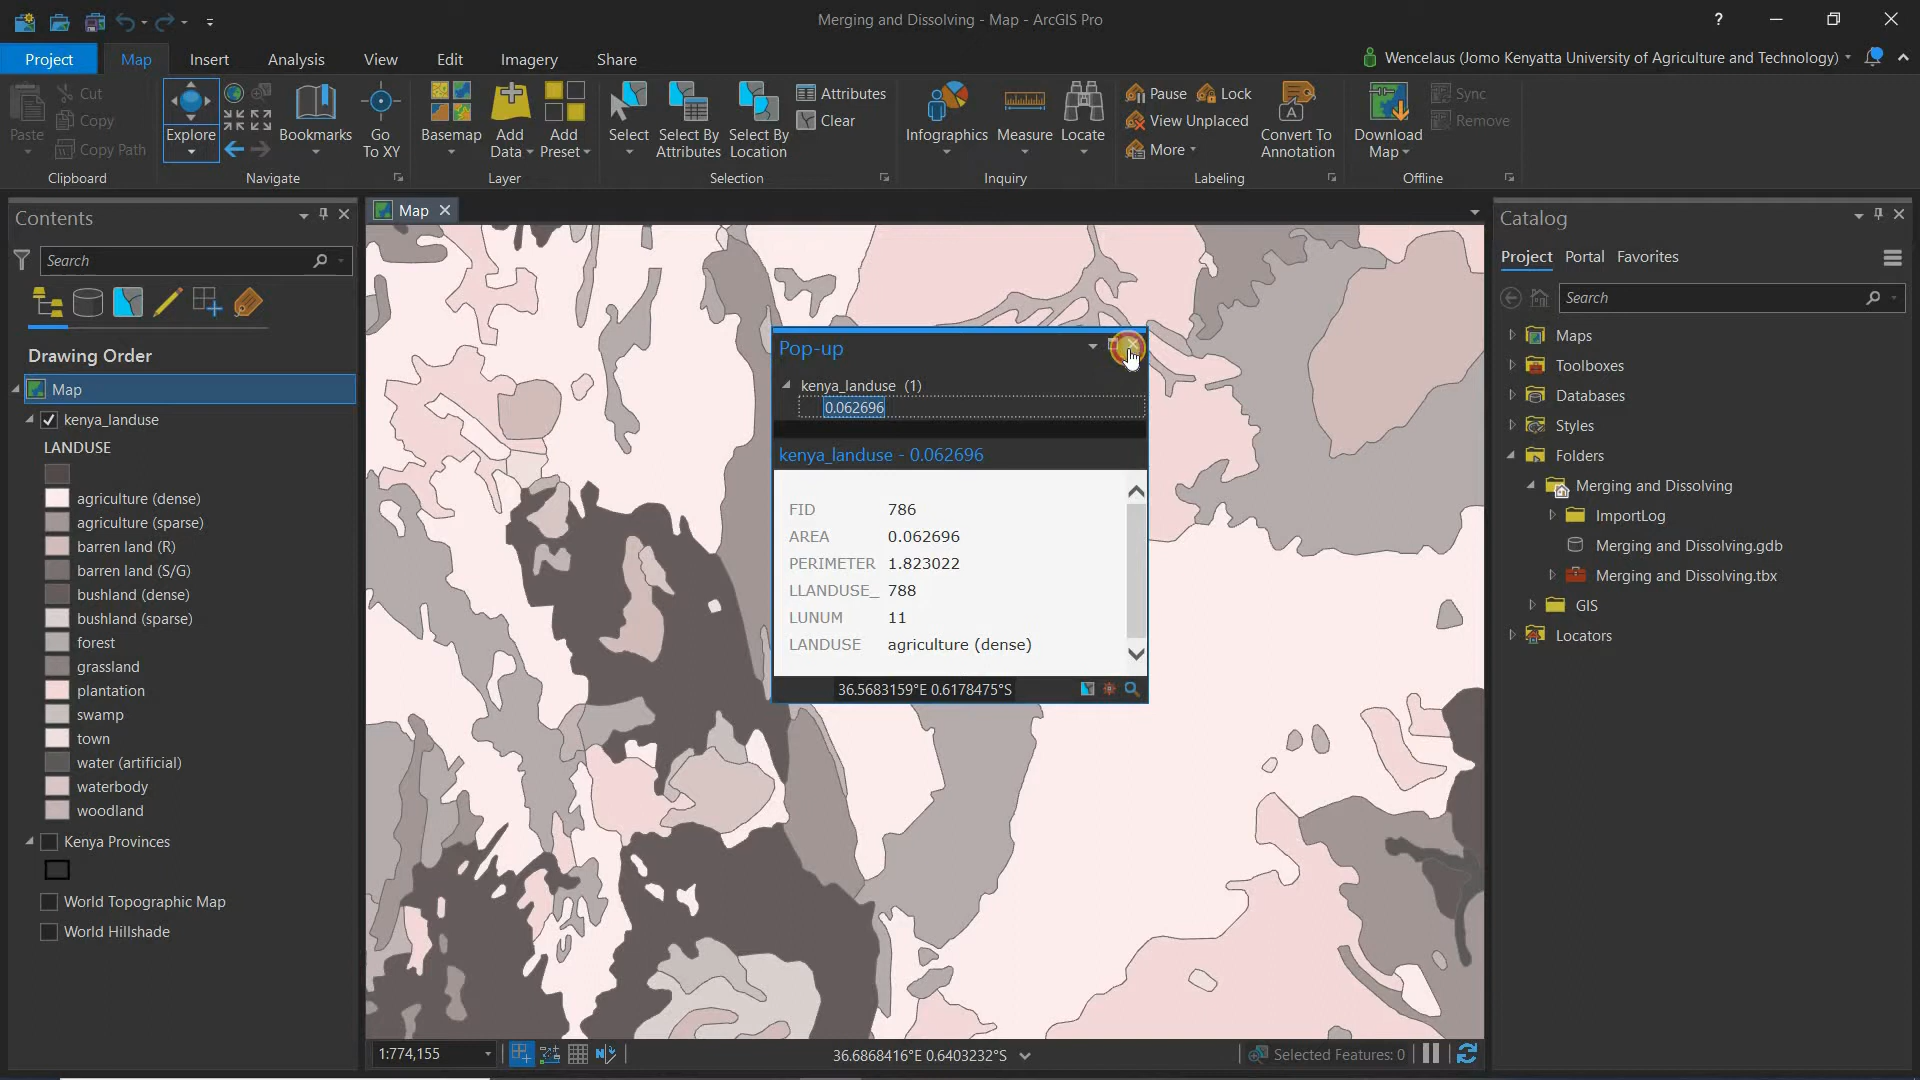 Merging and Dissolving - Map - ArcGIS Pro
?
Project
Map
Insert
Analysis
View
Edit
Imagery
Share
Wencelaus (Jomo Kenyatta University of Agriculture and Technology)
Paste
Cut
Copy
Copy Path
Clipboard
Explore
Bookmarks
Go
To XY
Navigate
Basemap
Add
Data
Add
Preset
Layer
Select
Select By
Attributes
Select By
Location
Attributes
Clear
Selection
Infographics
Measure
Locate
Inquiry
Pause
Lock
View Unplaced
More
Convert To
Annotation
Labeling
Download
Map
Sync
Remove
Offline
Contents
Search
Drawing Order
Map
kenya_landuse
LANDUSE
agriculture (dense)
agriculture (sparse)
barren land (R)
barren land (S/G)
bushland (dense)
bushland (sparse)
forest
grassland
plantation
swamp
town
water (artificial)
waterbody
woodland
Kenya Provinces
World Topographic Map
World Hillshade
Map
Pop-up
kenya_landuse (1)
0.062696
kenya_landuse - 0.062696
FID 786
AREA 0.062696
PERIMETER 1.823022
LLANDUSE_ 788
LUNUM 11
LANDUSE agriculture (dense)
36.5683159°E 0.6178475°S
1:774,155
36.6868416°E 0.6403232°S
Selected Features: 0
Catalog
Project
Portal
Favorites
Search
Maps
Toolboxes
Databases
Styles
Folders
Merging and Dissolving
ImportLog
Merging and Dissolving.gdb
Merging and Dissolving.tbx
GIS
Locators